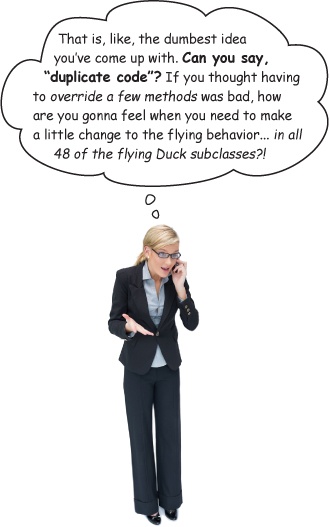 That is, like, the dumbest idea
you’ve come up with. Can you say,
“duplicate code”? If you thought having
to override a few methods was bad, how
are you gonna feel when you need to make
a little change to the flying behavior... in all
48 of the flying Duck subclasses?!